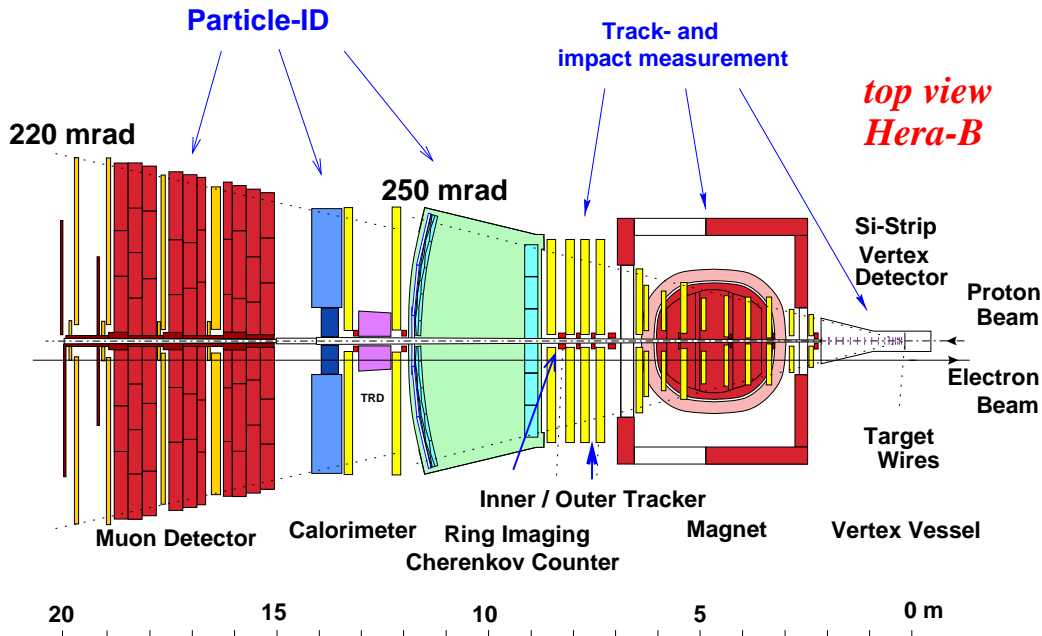 Particle-ID
Track- and
impact measurement
top view
Hera-B
220 mrad
250 mrad
Si-Strip
Vertex
Detector
Proton
Beam
TRD
Electron
Beam
Target
Wires
Inner / Outer Tracker
Muon Detector
Calorimeter
Ring Imaging
Cherenkov Counter
Magnet
Vertex Vessel
20 15 10 5 0 m